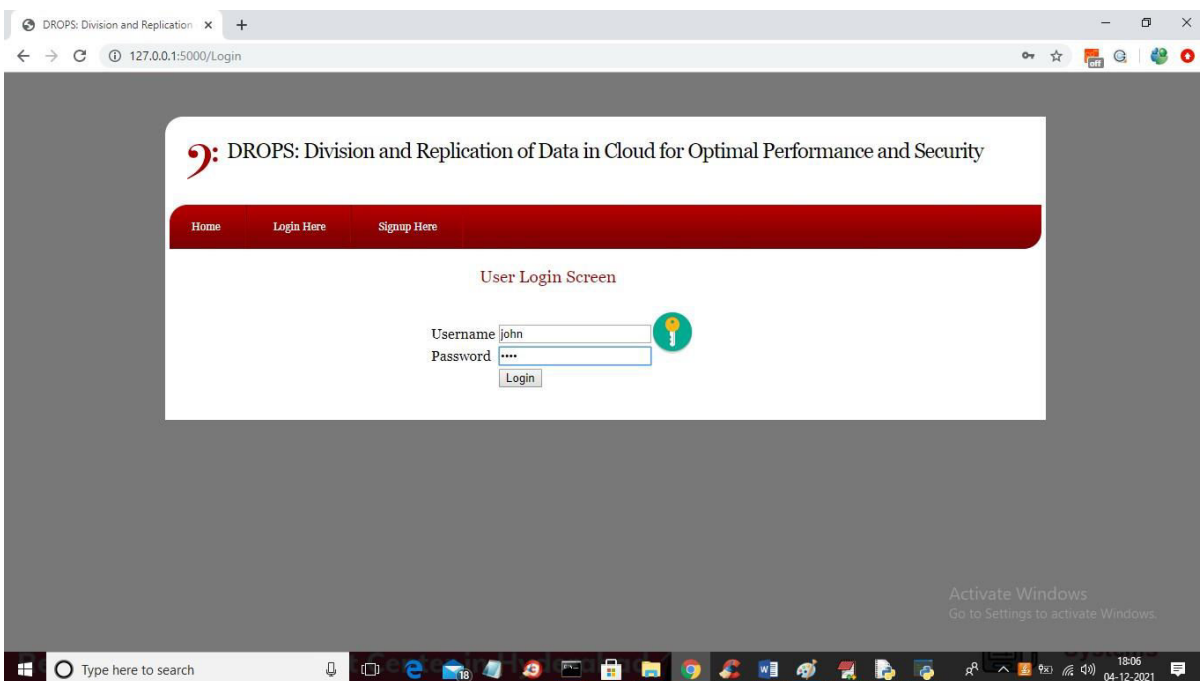 DROPS: Division and Replication
127.0.0.1:5000/Login
off
DROPS: Division and Replication of Data in Cloud for Optimal Performance and Security
Home Login Here Signup Here
User Login Screen
Username john
Password ••••
Login
Activate Windows
Go to Settings to activate Windows.
Type here to search
18
18:06
04-12-2021